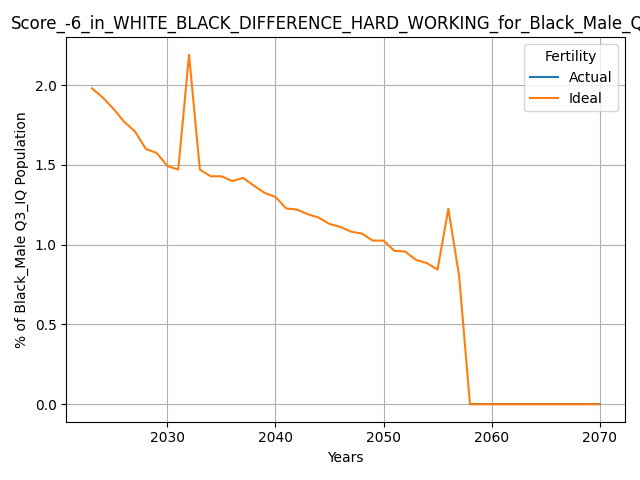 Score_-6_in_WHITE_BLACK_DIFFERENCE_HARD_WORKING_for_Black_Male_Q
Fertility
Actual
Ideal
2.0
1.5
1.0
0.5
0.0
% of Black_Male Q3_IQ Population
2030
2040
2050
2060
2070
Years